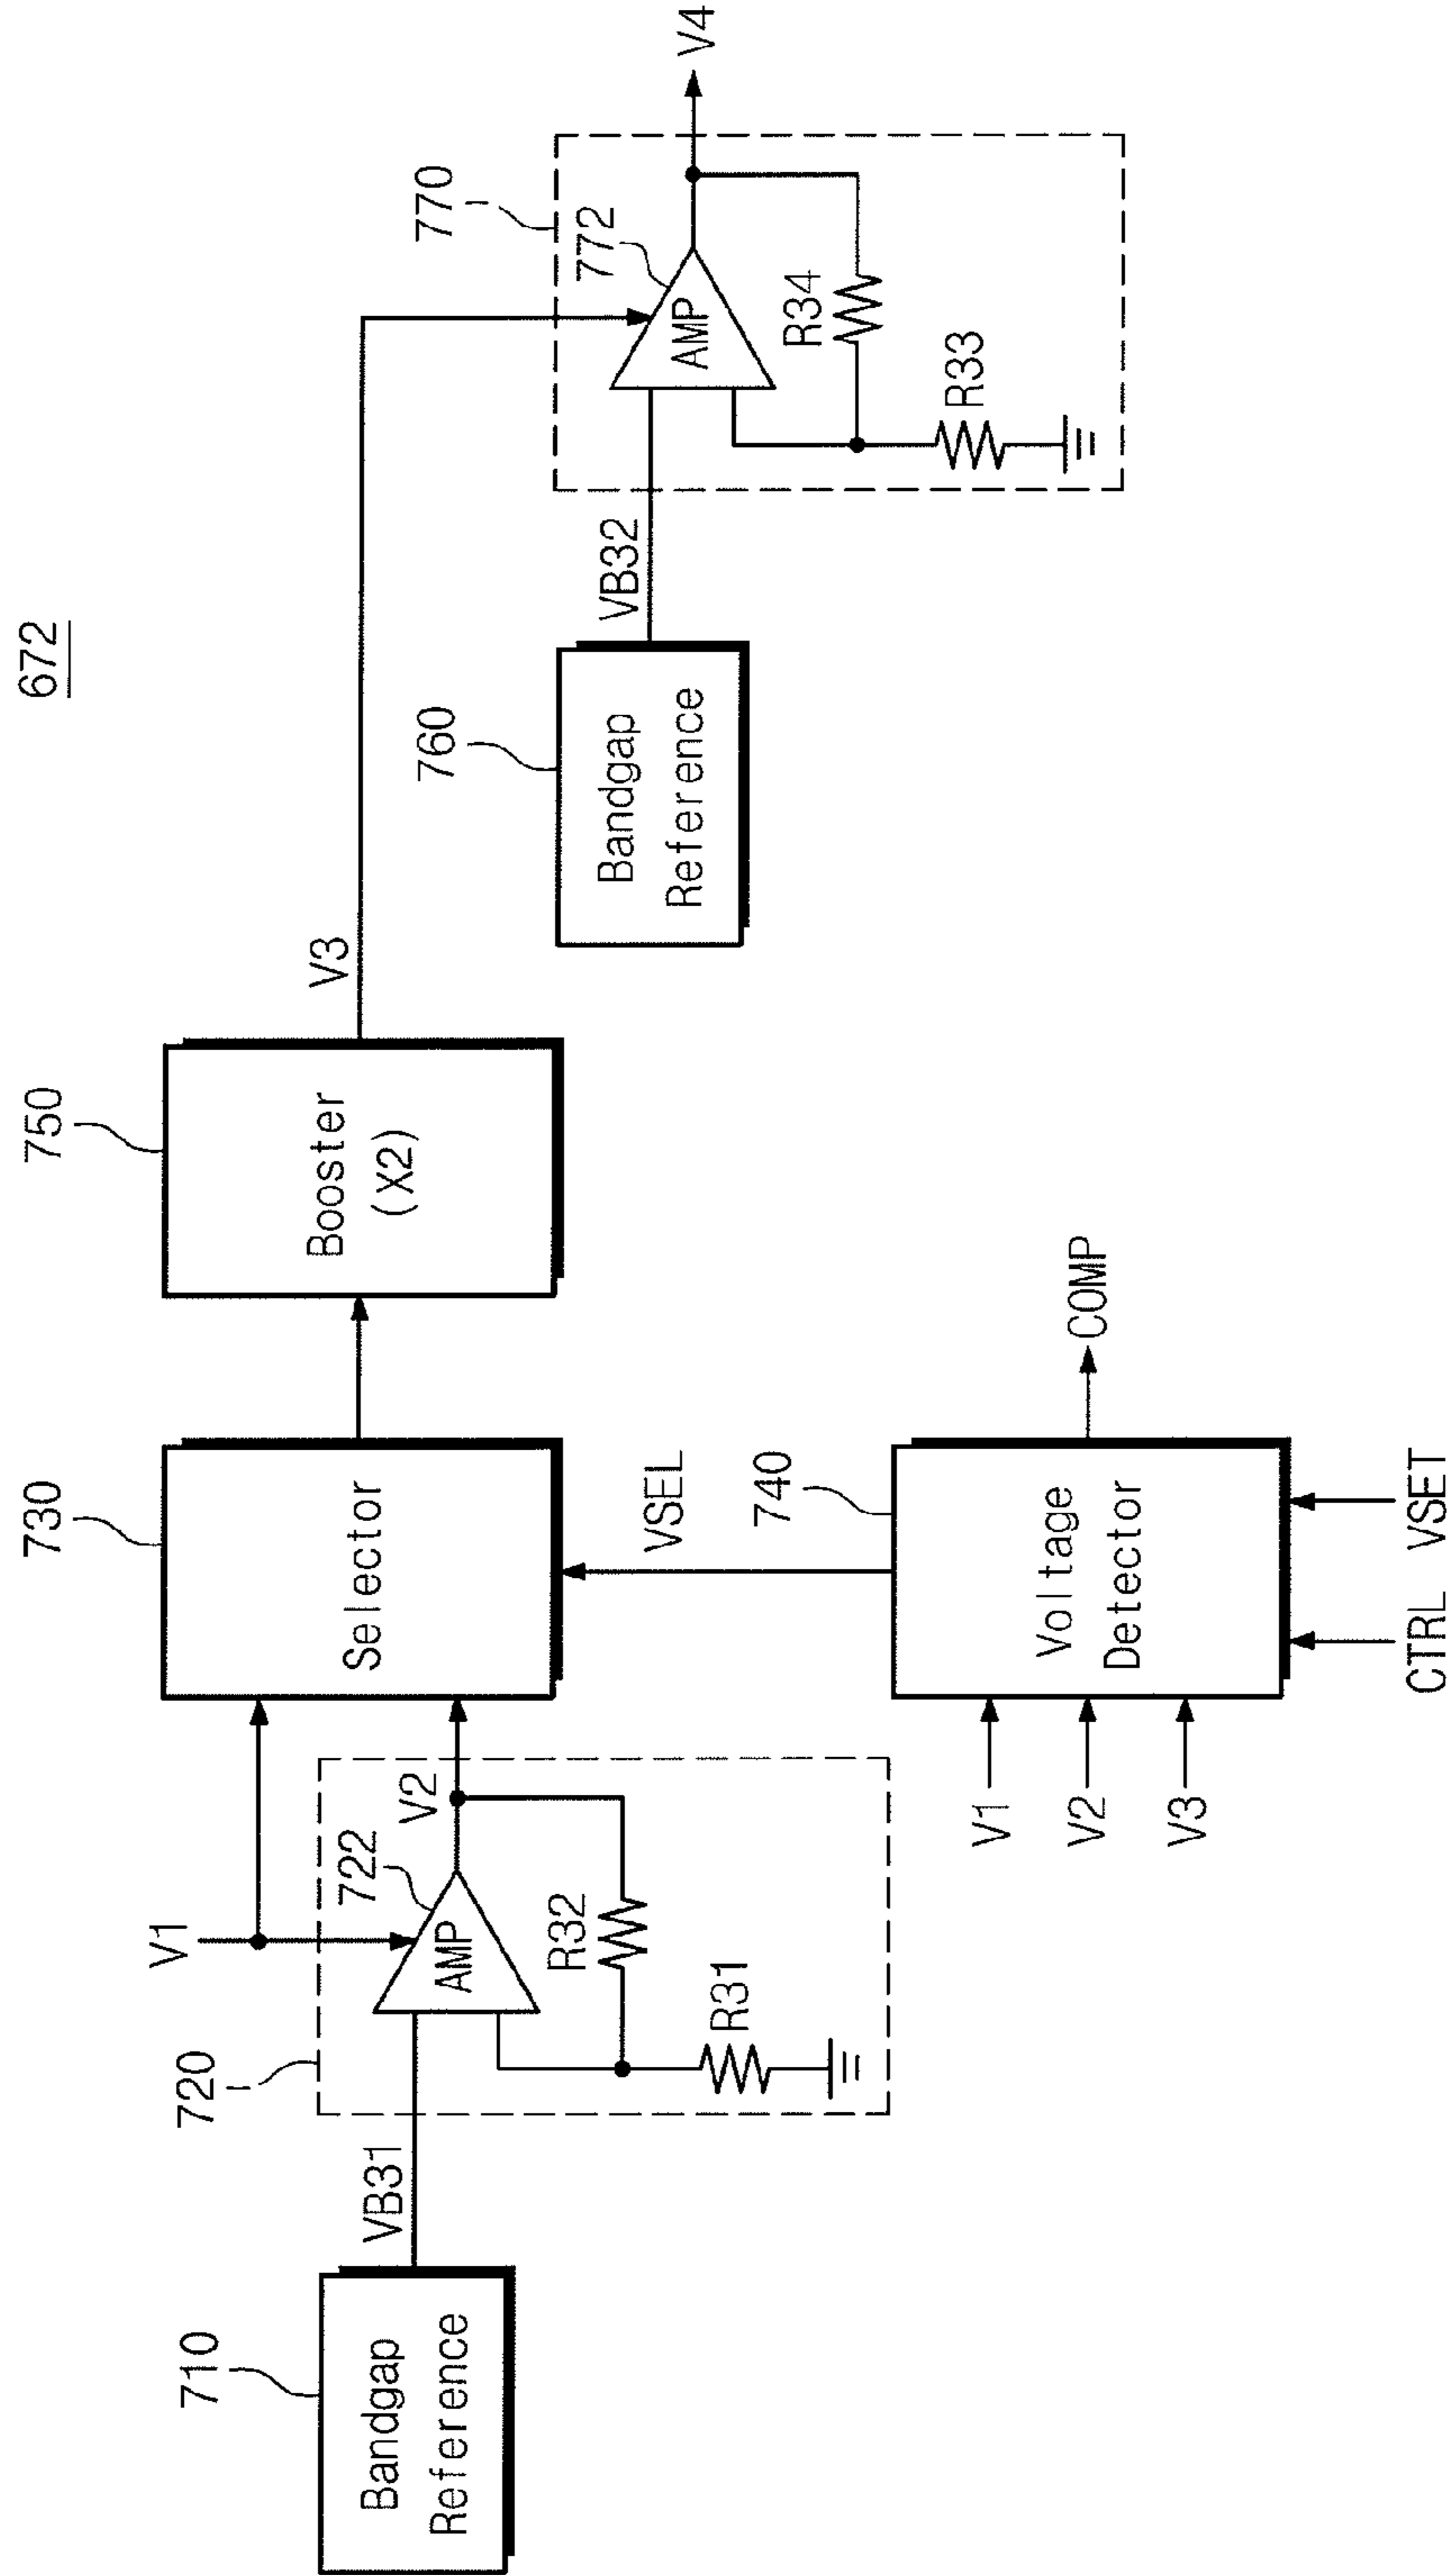 672
710
Bandgap
Reference
VB31
720
V1
722
AMP
V2
R32
R31
730
Selector
VSEL
740
Voltage
Detector
V1
V2
V3
CTRL
VSET
COMP
750
Booster
(X2)
V3
760
Bandgap
Reference
VB32
770
772
AMP
R34
R33
V4